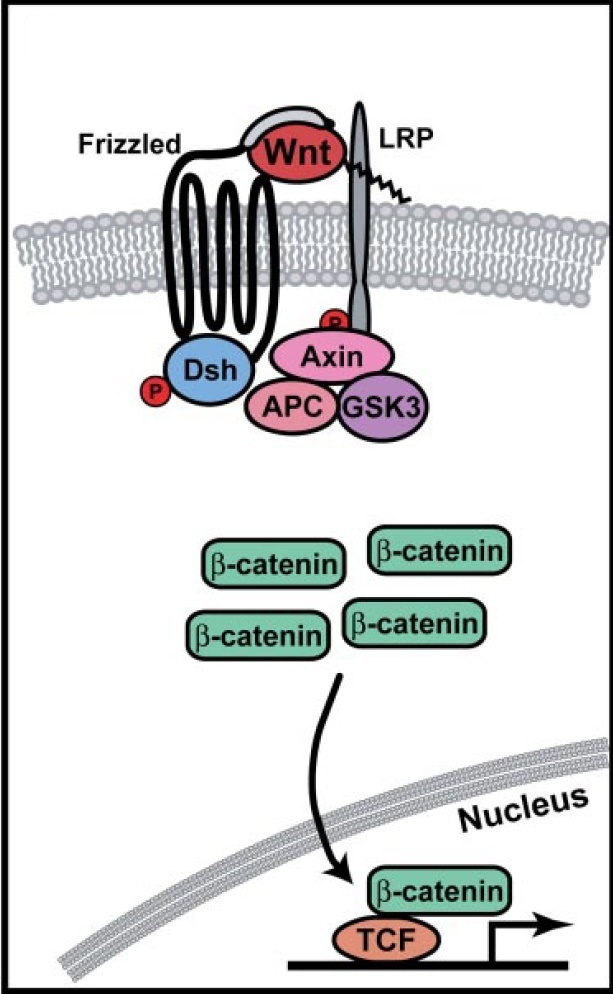 Frizzled
Wnt
LRP
P
Dsh
Axin
P
APC
GSK3
β-catenin
β-catenin
β-catenin
β-catenin
Nucleus
β-catenin
TCF